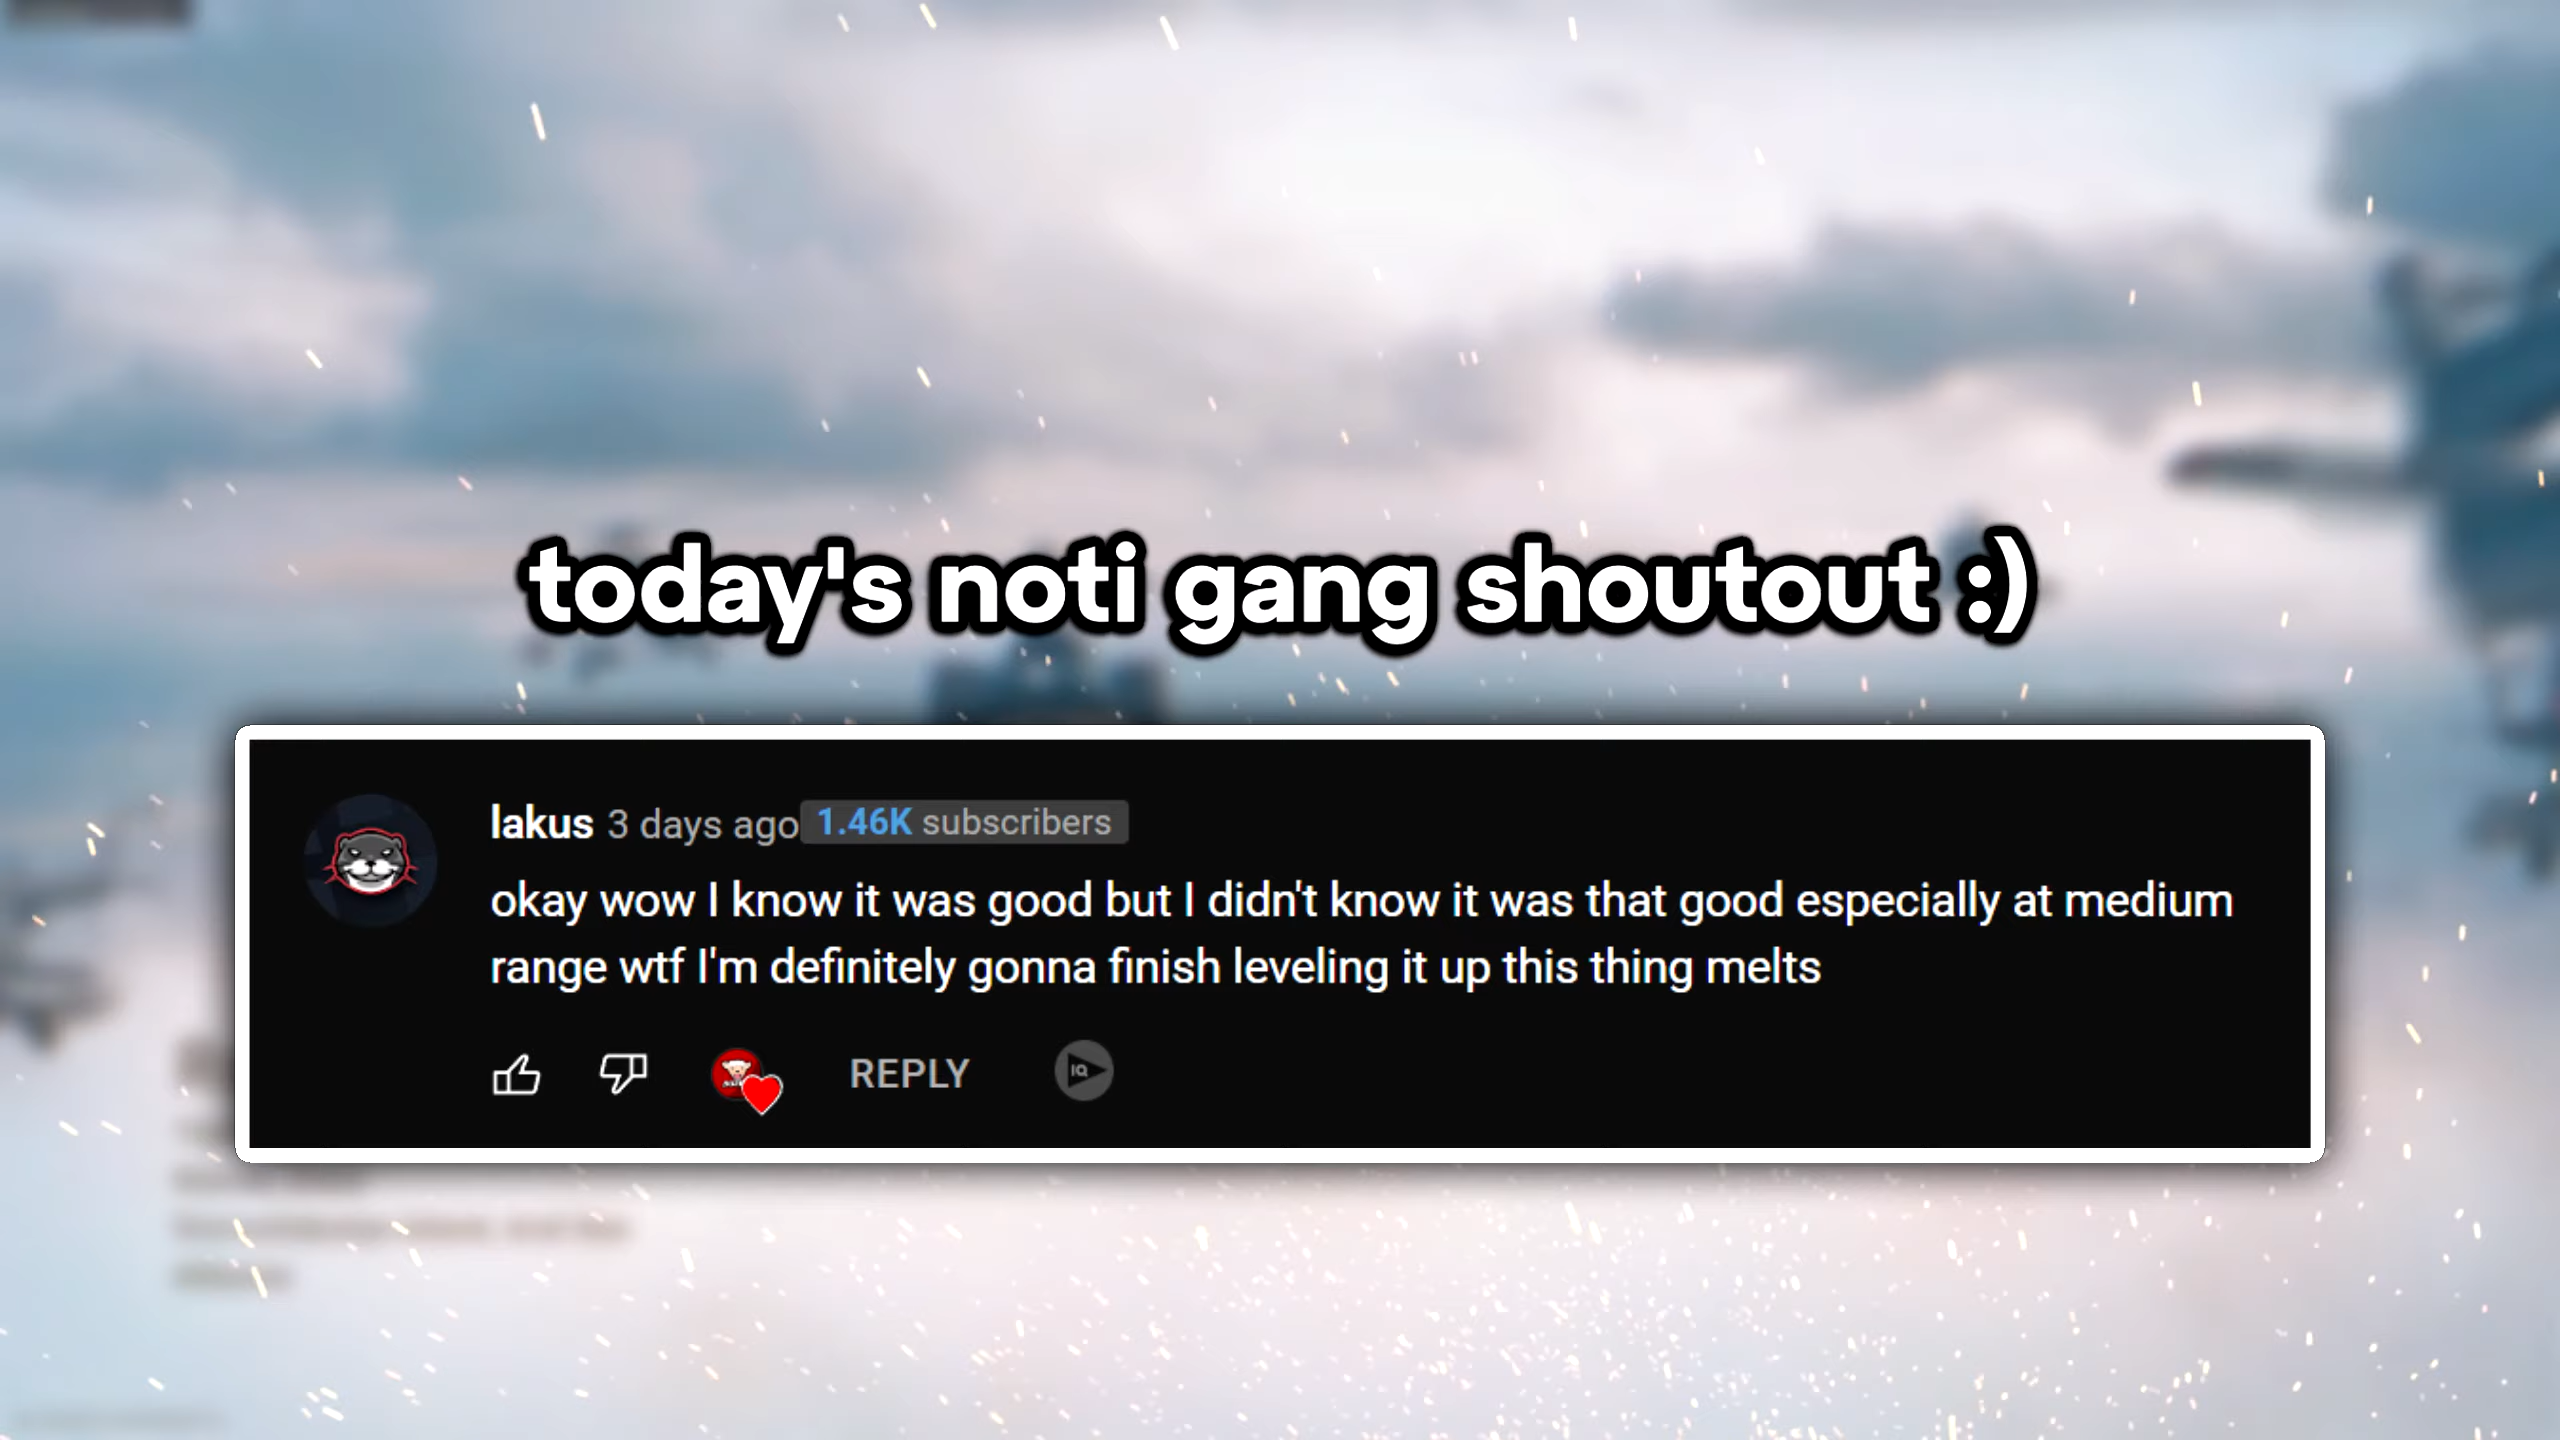 today's noti gang shoutout :)
lakus 3 days ago 1.46K subscribers
okay wow I know it was good but I didn't know it was that good especially at medium
range wtf I'm definitely gonna finish leveling it up this thing melts
REPLY
IQ